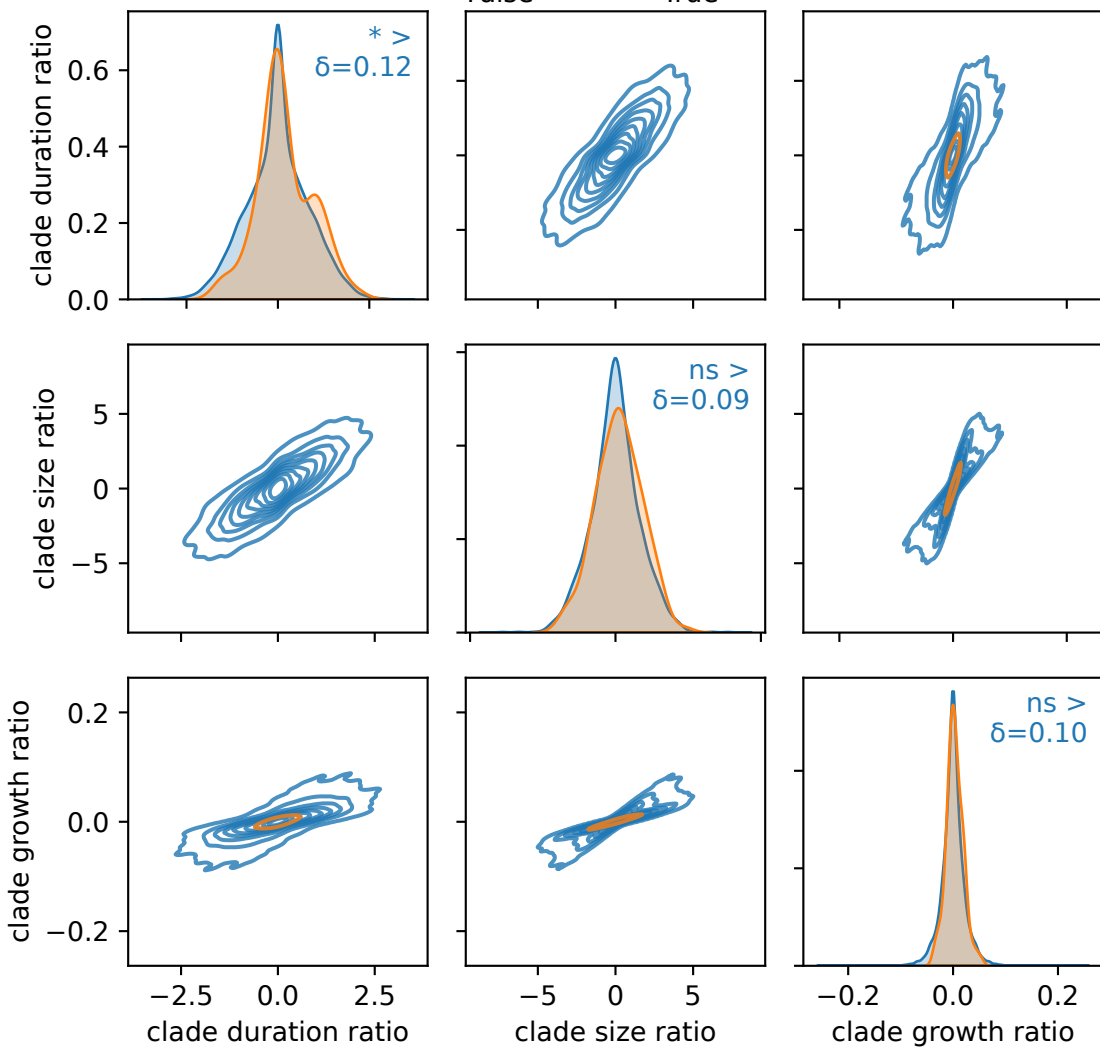 clade duration ratio
0.6
0.4
0.2
0.0
* >
δ=0.12
clade size ratio
5
0
−5
ns >
δ=0.09
clade growth ratio
0.2
0.0
−0.2
ns >
δ=0.10
−2.5 0.0 2.5
−5 0 5
−0.2 0.0 0.2
clade duration ratio
clade size ratio
clade growth ratio